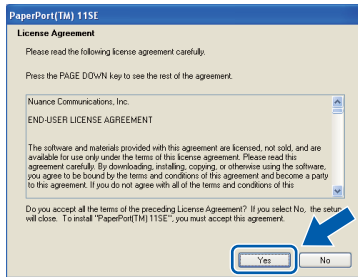 PaperPort(TM) 11SE
License Agreement
Please read the following license agreement carefully.
Press the PAGE DOWN key to see the rest of the agreement.
Nuance Communications, Inc.
END-USER LICENSE AGREEMENT
The software and materials provided with this agreement are licensed, not sold, and are
available for use only under the terms of this license agreement. Please read this
agreement carefully. By downloading, installing, copying, or otherwise using the software,
you agree to be bound by the terms and conditions of this agreement and become a party
to this agreement. If you do not agree with all of the terms and conditions of this
Do you accept all the terms of the preceding License Agreement? If you select No, the setup
will close. To install "PaperPort(TM) 11SE", you must accept this agreement.
Yes
No